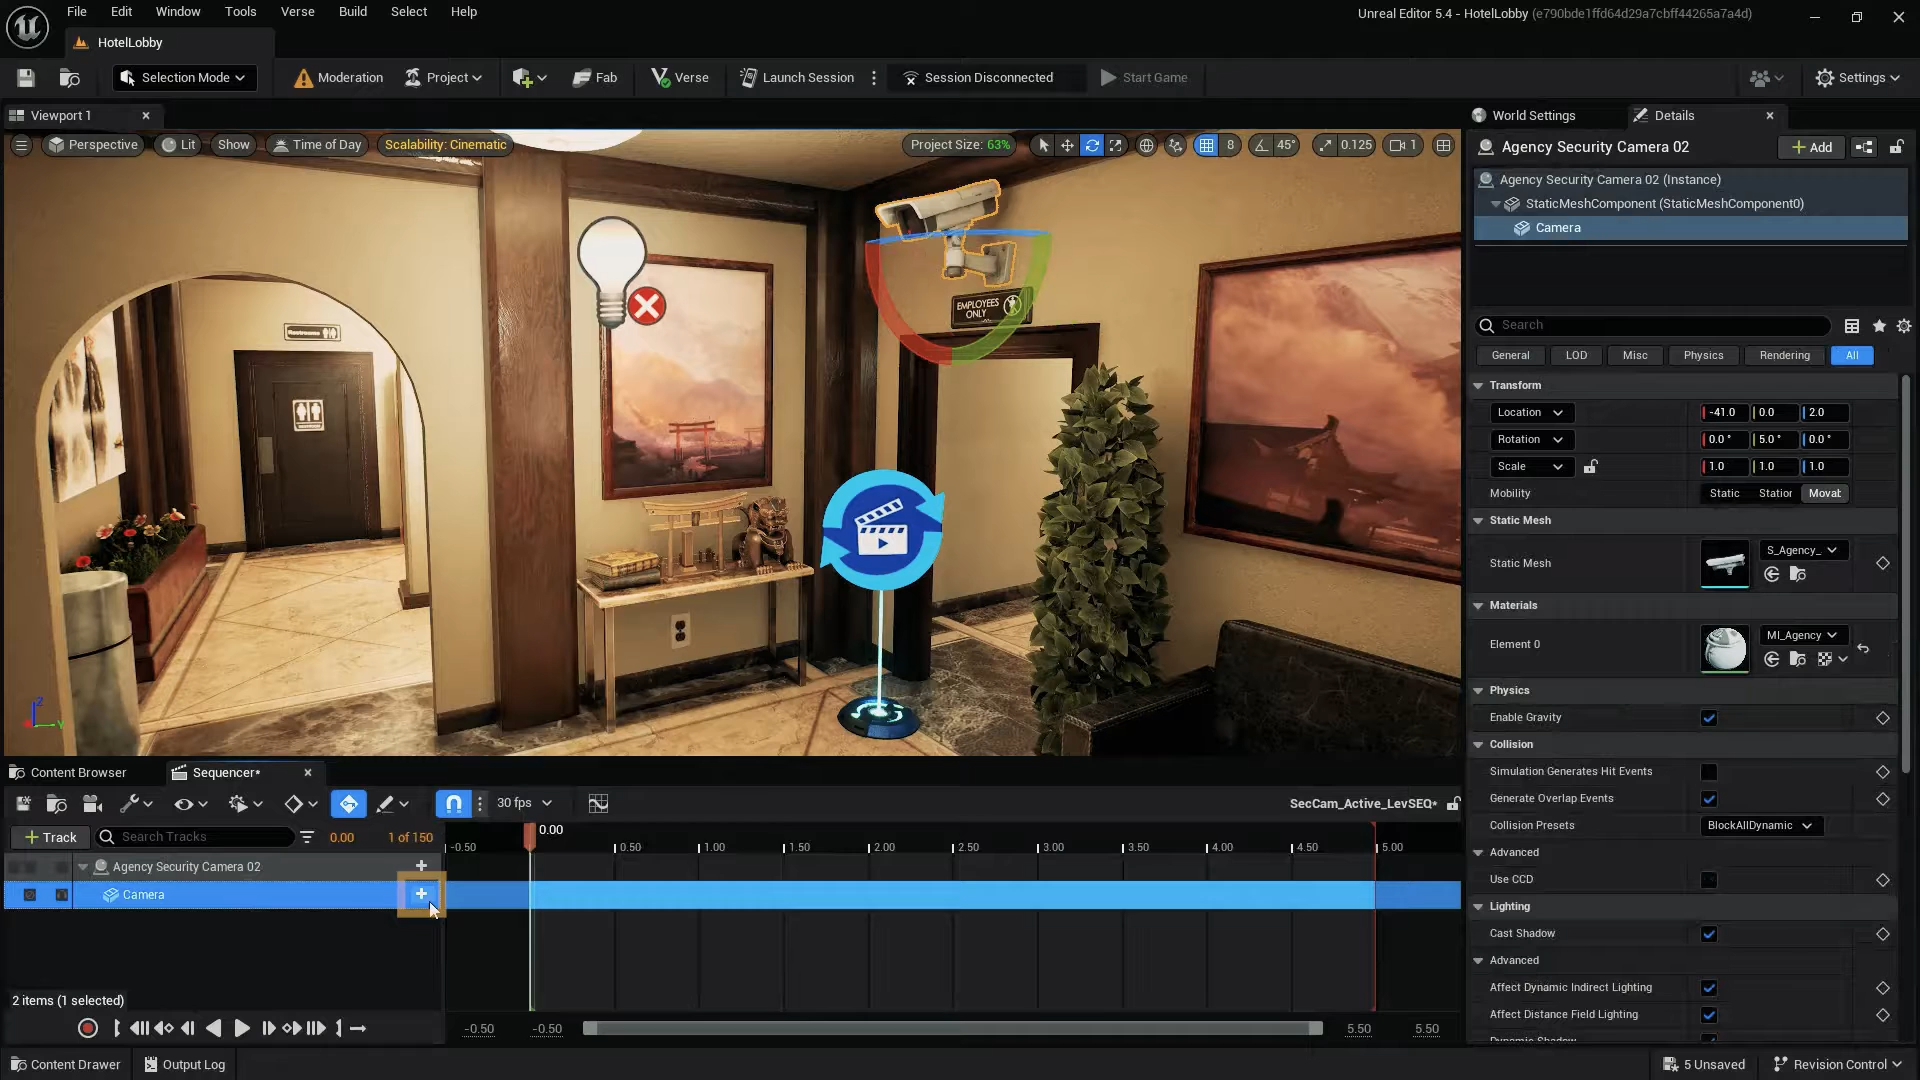 File Edit Window Tools Verse Build Select Help
Unreal Editor 5.4 - HotelLobby (e790bde1ffd64d29a7cbff44265a7a4d)
HotelLobby
Selection Mode Moderation Project Fab Verse Launch Session Session Disconnected Start Game Settings
Viewport 1
World Settings Details
Perspective Lit Show Time of Day Scalability: Cinematic Project Size: 63% 8 45° 0.125 1
Agency Security Camera 02 Add
Agency Security Camera 02 (Instance)
StaticMeshComponent (StaticMeshComponent0)
Camera
EMPLOYEES
ONLY
Restrooms
Search
General LOD Misc Physics Rendering All
Transform
Location -41.0 0.0 2.0
Rotation 0.0° 5.0° 0.0°
Scale 1.0 1.0 1.0
Mobility Static Station Movab
Static Mesh
Static Mesh S_Agency_
Materials
Element 0 MI_Agency
Physics
Enable Gravity
Collision
Simulation Generates Hit Events
Generate Overlap Events
Collision Presets BlockAllDynamic
Advanced
Use CCD
Lighting
Cast Shadow
Advanced
Affect Dynamic Indirect Lighting
Affect Distance Field Lighting
Dynamic Shadow
Z
Y
Content Browser Sequencer*
30 fps SecCam_Active_LevSEQ*
Track Search Tracks 0.00 1 of 150
0.00
-0.50 0.50 1.00 1.50 2.00 2.50 3.00 3.50 4.00 4.50 5.00
Agency Security Camera 02
Camera
2 items (1 selected)
-0.50 -0.50 5.50 5.50
Content Drawer Output Log 5 Unsaved Revision Control